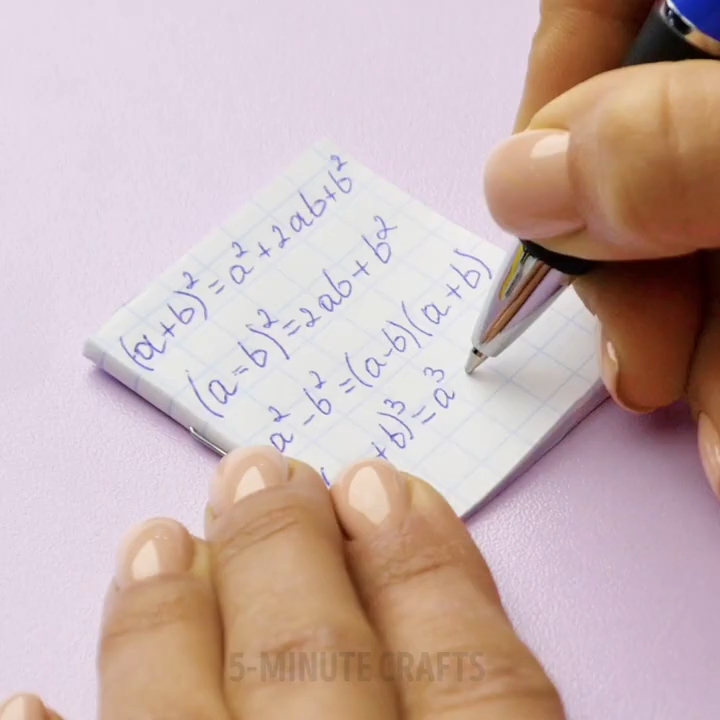 (a+b)²=a²+2ab+b²
(a=b)²=2ab+b²
a²-b²=(a-b)(a+b)
+b)³=a³
5-MINUTE CRAFTS